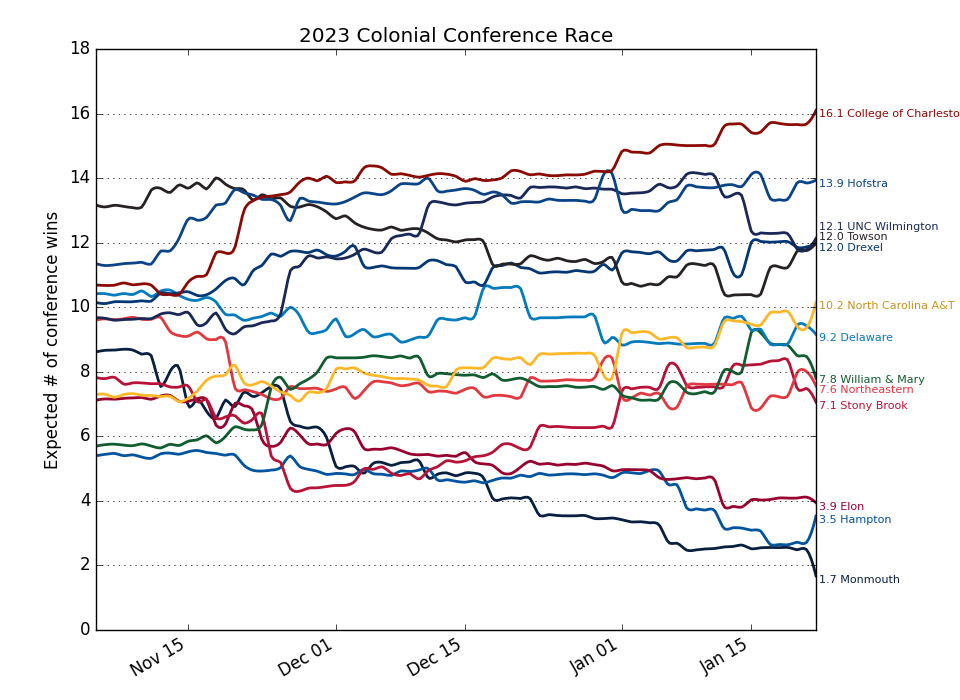 2023 Colonial Conference Race
Expected # of conference wins
18
16
14
12
10
8
6
4
2
0
Nov 15
Dec 01
Dec 15
Jan 01
Jan 15
16.1 College of Charlesto
13.9 Hofstra
12.1 UNC Wilmington
12.0 Towson
12.0 Drexel
10.2 North Carolina A&T
9.2 Delaware
7.8 William & Mary
7.6 Northeastern
7.1 Stony Brook
3.9 Elon
3.5 Hampton
1.7 Monmouth